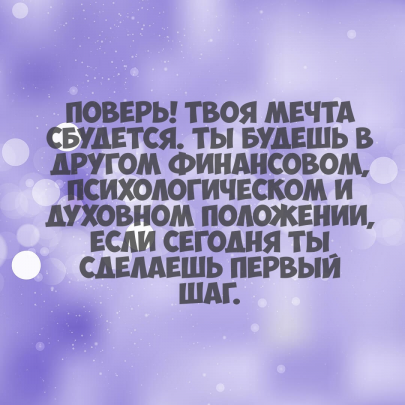 ПОВЕРЬ! ТВОЯ МЕЧТА
СБУДЕТСЯ. ТЫ БУДЕШЬ В
ДРУГОМ ФИНАНСОВОМ,
ПСИХОЛОГИЧЕСКОМ И
ДУХОВНОМ ПОЛОЖЕНИИ,
ЕСЛИ СЕГОДНЯ ТЫ
СДЕЛАЕШЬ ПЕРВЫЙ
ШАГ.